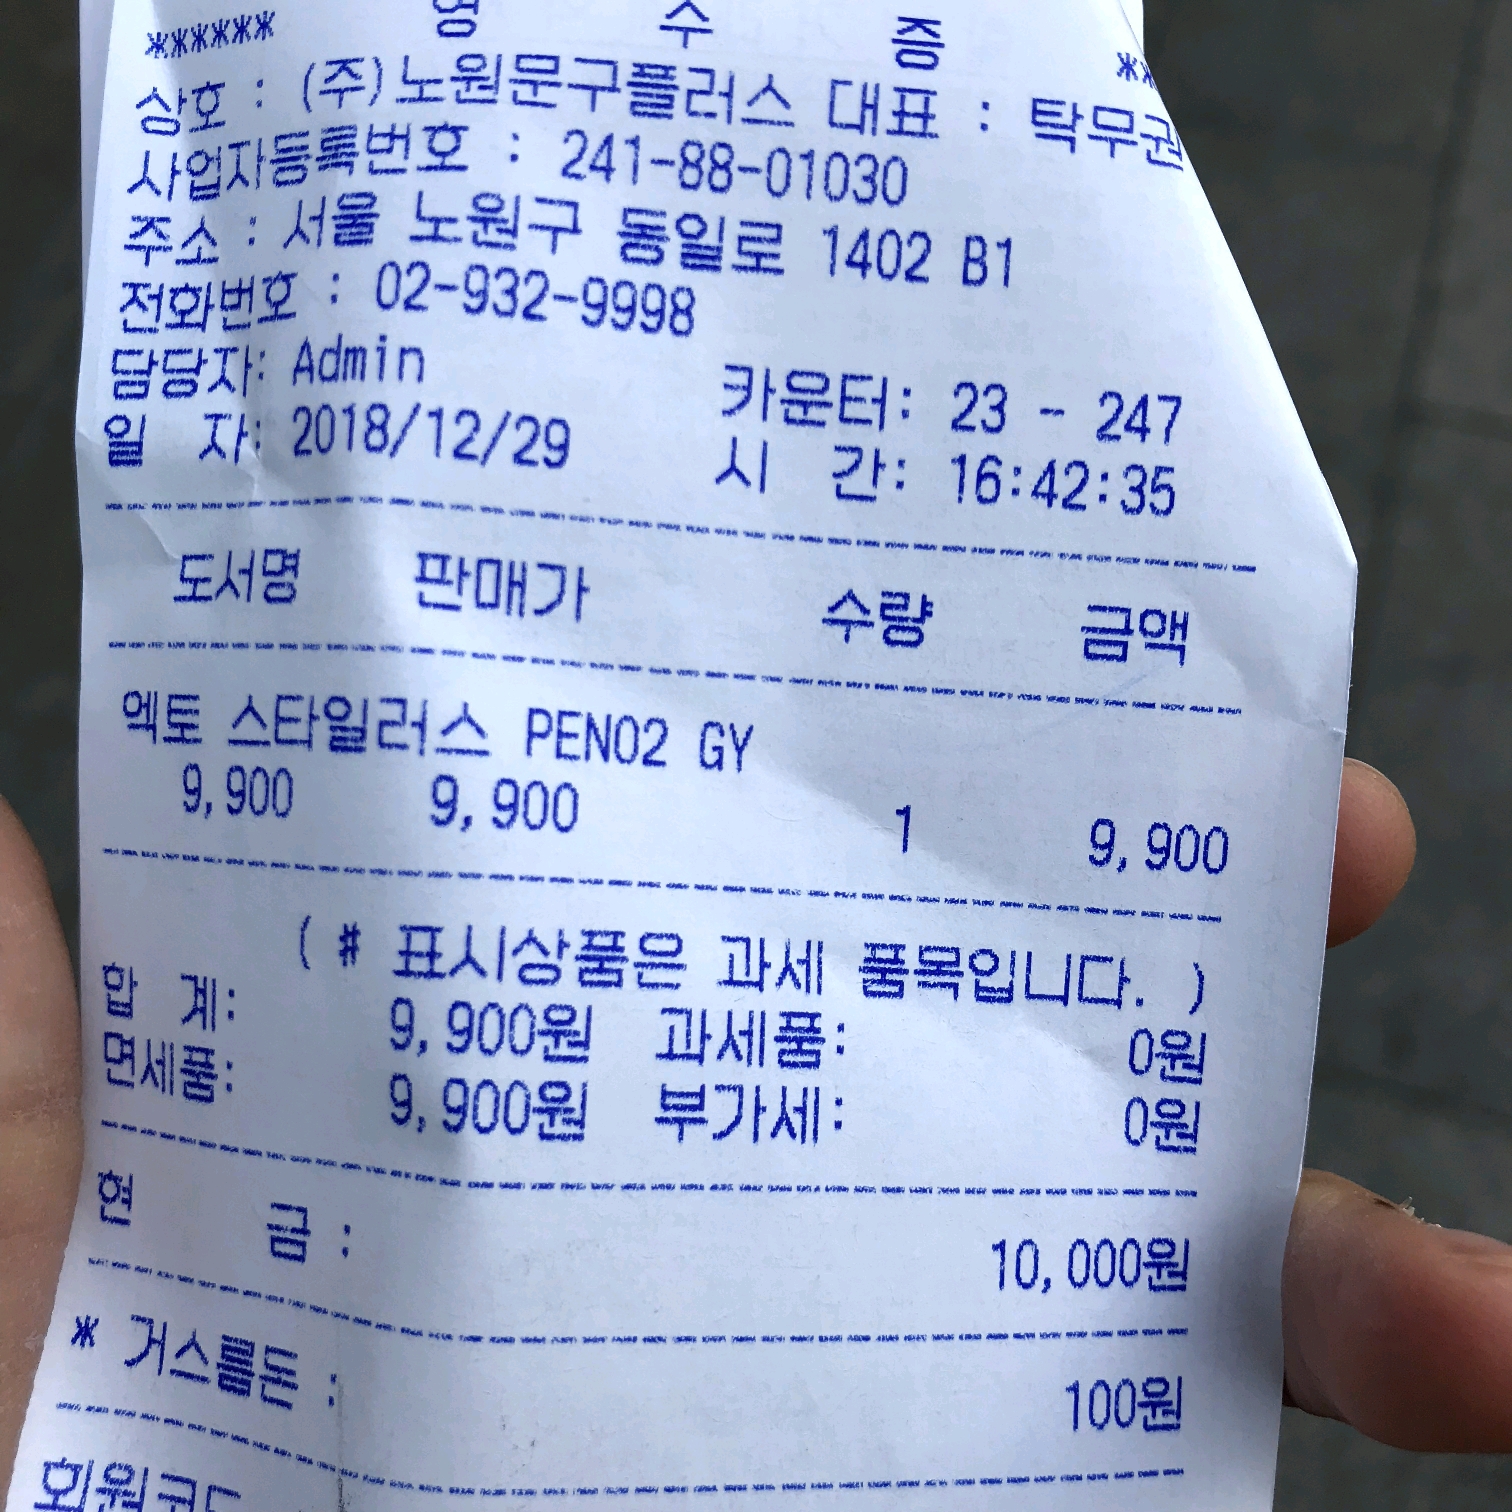 ****** 영 수 증 **
상호 : (주)노원문구플러스 대표 : 탁무권
사업자등록번호 : 241-88-01030
주소 : 서울 노원구 동일로 1402 B1
전화번호 : 02-932-9998
담당자: Admin 카운터: 23 - 247
일 자: 2018/12/29 시 간: 16:42:35
도서명 판매가 수량 금액
엑토 스타일러스 PEN02 GY
9,900 9,900 1 9,900
( # 표시상품은 과세 품목입니다. )
합 계: 9,900원 과세품: 0원
면세품: 9,900원 부가세: 0원
현 금 : 10,000원
* 거스름돈 : 100원
회원코드